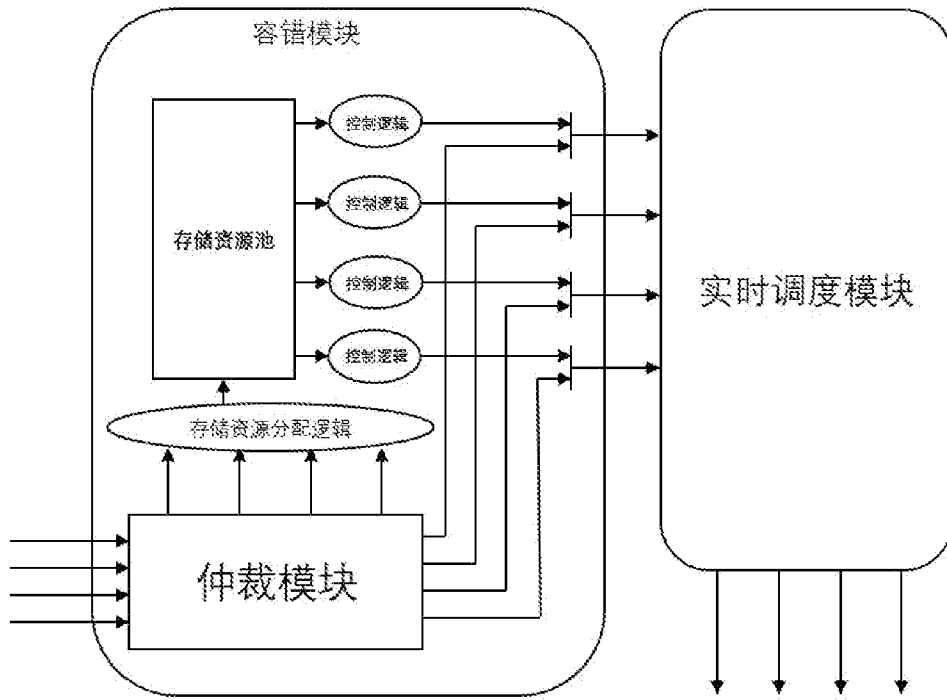 容错模块
控制逻辑
控制逻辑
存储资源池
控制逻辑
控制逻辑
存储资源分配逻辑
仲裁模块
实时调度模块